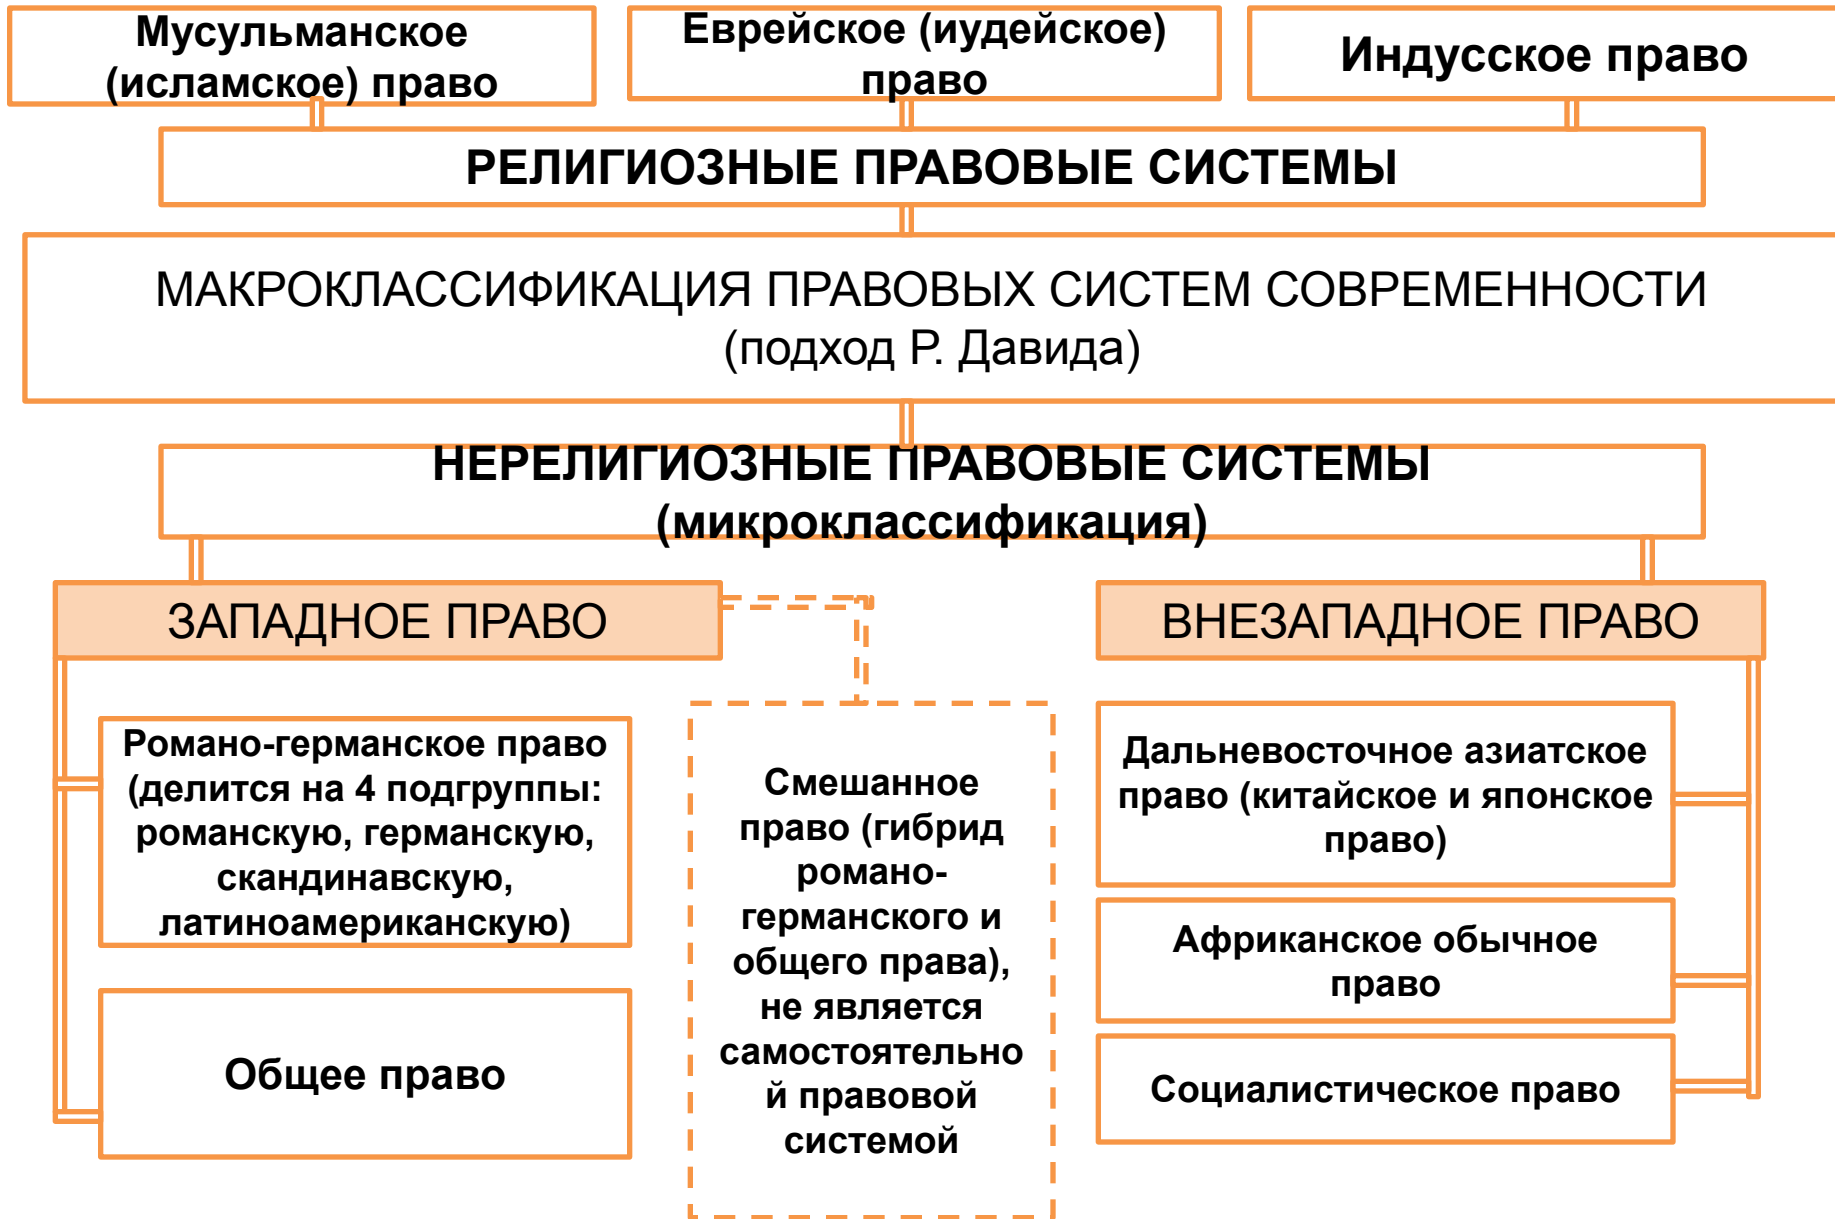 Мусульманское
(исламское) право
Еврейское (иудейское)
право
Индусское право
РЕЛИГИОЗНЫЕ ПРАВОВЫЕ СИСТЕМЫ
МАКРОКЛАССИФИКАЦИЯ ПРАВОВЫХ СИСТЕМ СОВРЕМЕННОСТИ
(подход Р. Давида)
НЕРЕЛИГИОЗНЫЕ ПРАВОВЫЕ СИСТЕМЫ
(микроклассификация)
ЗАПАДНОЕ ПРАВО
Романо-германское право
(делится на 4 подгруппы:
романскую, германскую,
скандинавскую,
латиноамериканскую)
Общее право
Смешанное
право (гибрид
романо-
германского и
общего права),
не является
самостоятельно
й правовой
системой
ВНЕЗАПАДНОЕ ПРАВО
Дальневосточное азиатское
право (китайское и японское
право)
Африканское обычное
право
Социалистическое право